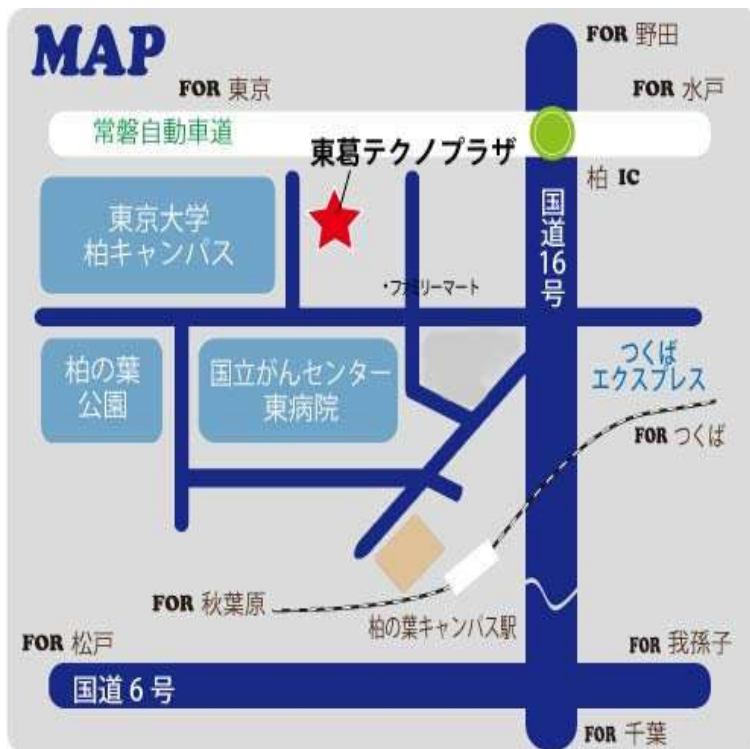 MAP
FOR 野田
FOR 東京
FOR 水戸
常磐自動車道
東葛テクノプラザ
柏 IC
東京大学
柏キャンパス
国道16号
・ファミリーマート
柏の葉
公園
国立がんセンター
東病院
つくば
エクスプレス
FOR つくば
FOR 秋葉原
柏の葉キャンパス駅
FOR 松戸
FOR 我孫子
国道 6 号
FOR 千葉